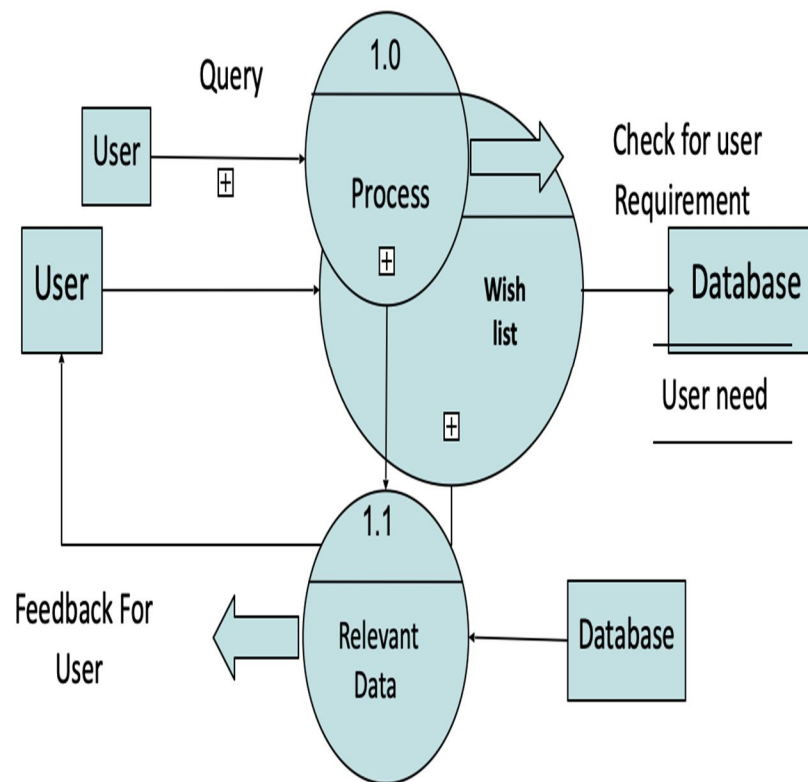 1.0
Query
User
Process
Check for user
Requirement
User
Wish
list
Database
User need
1.1
Feedback For
User
Relevant
Data
Database